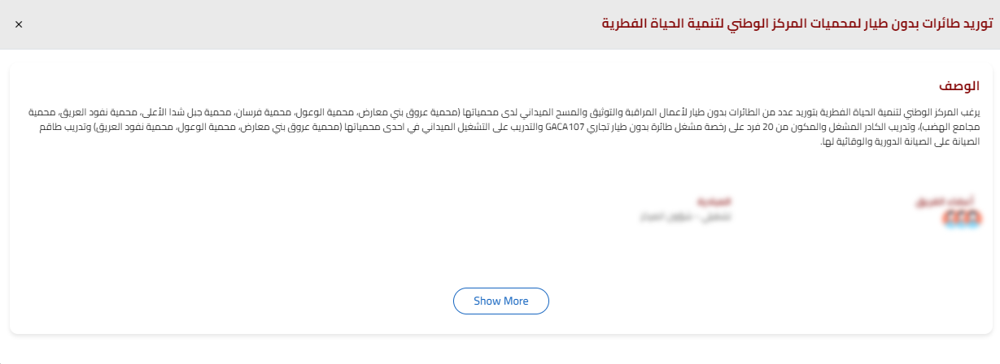 توريد طائرات بدون طيار لمحميات المركز الوطني لتنمية الحياة الفطرية
×
الوصف
يرغب المركز الوطني لتنمية الحياة الفطرية بتوريد عدد من الطائرات بدون طيار لأعمال المراقبة والتوثيق والمسح الميداني لدى محمياتها (محمية عروق بني معارض، محمية الوعول، محمية فرسان، محمية جبل شدا الأعلى، محمية نفود العريق، محمية
مجامع الهضب)، وتدريب الكادر المشغل والمكون من 20 فرد على رخصة مشغل طائرة بدون طيار تجاري GACA107 والتدريب على التشغيل الميداني في احدى محمياتها (محمية عروق بني معارض، محمية الوعول، محمية نفود العريق) وتدريب طاقم
الصيانة على الصيانة الدورية والوقائية لها.
أعضاء الفريق
المبادرة
Show More